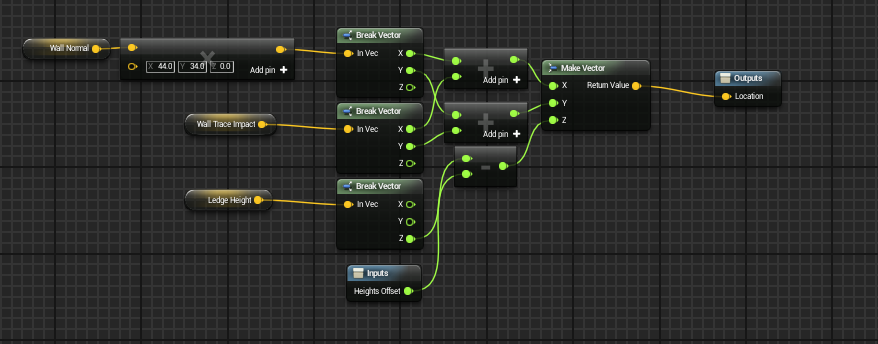 Wall Normal
X 44.0 Y 34.0 Z 0.0
Add pin +
Break Vector
In Vec X
Y
Z
Wall Trace Impact
Break Vector
In Vec X
Y
Z
Ledge Height
Break Vector
In Vec X
Y
Z
Inputs
Heights Offset
+
Add pin +
+
Add pin +
-
Make Vector
X Return Value
Y
Z
Outputs
Location